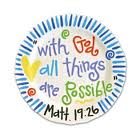 "with God
all things
are Possible"
Matt. 19:26